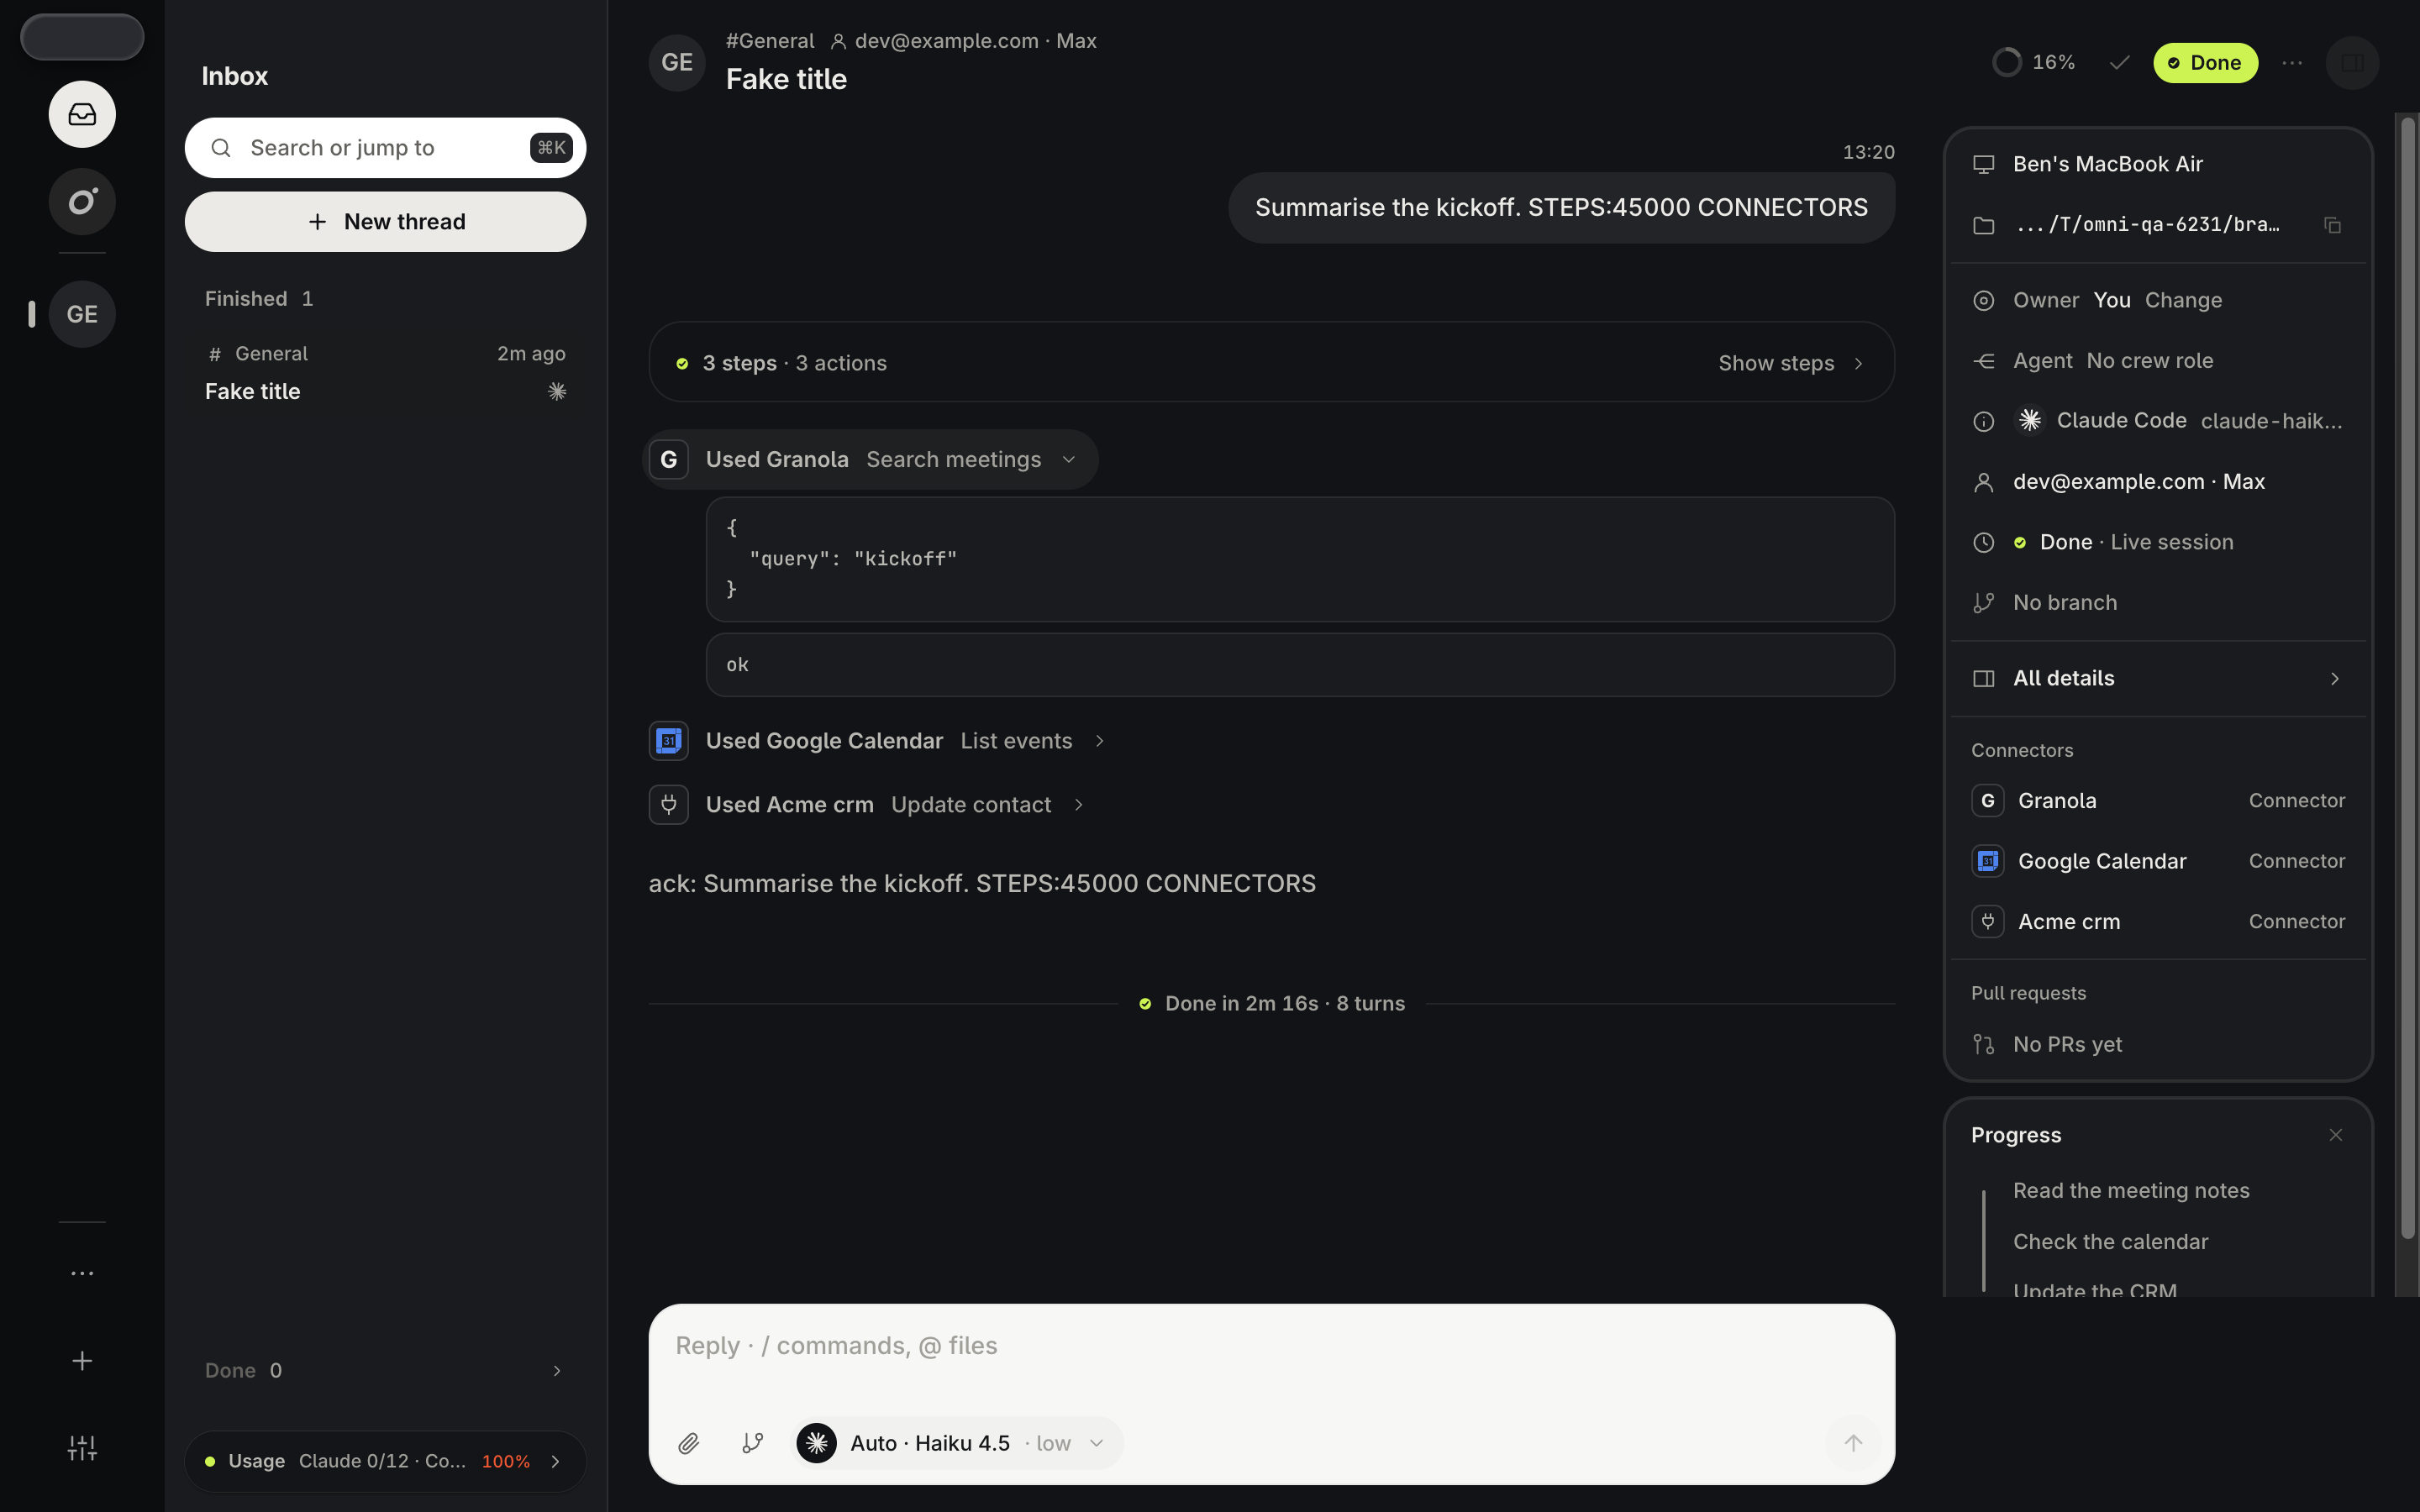 Inbox
Search or jump to ⌘K
New thread
Finished 1
# General 2m ago
Fake title
GE
Done 0
Usage Claude 0/12 · Co... 100%
GE
#General dev@example.com · Max
Fake title
16%
Done
13:20
Summarise the kickoff. STEPS:45000 CONNECTORS
3 steps · 3 actions Show steps
G Used Granola Search meetings
{
"query": "kickoff"
}
ok
31 Used Google Calendar List events
Used Acme crm Update contact
ack: Summarise the kickoff. STEPS:45000 CONNECTORS
Done in 2m 16s · 8 turns
Reply · / commands, @ files
Auto · Haiku 4.5 · low
Ben's MacBook Air
.../T/omni-qa-6231/bra…
Owner You Change
Agent No crew role
Claude Code claude-haik…
dev@example.com · Max
Done · Live session
No branch
All details
Connectors
G Granola Connector
31 Google Calendar Connector
Acme crm Connector
Pull requests
No PRs yet
Progress
Read the meeting notes
Check the calendar
Update the CRM